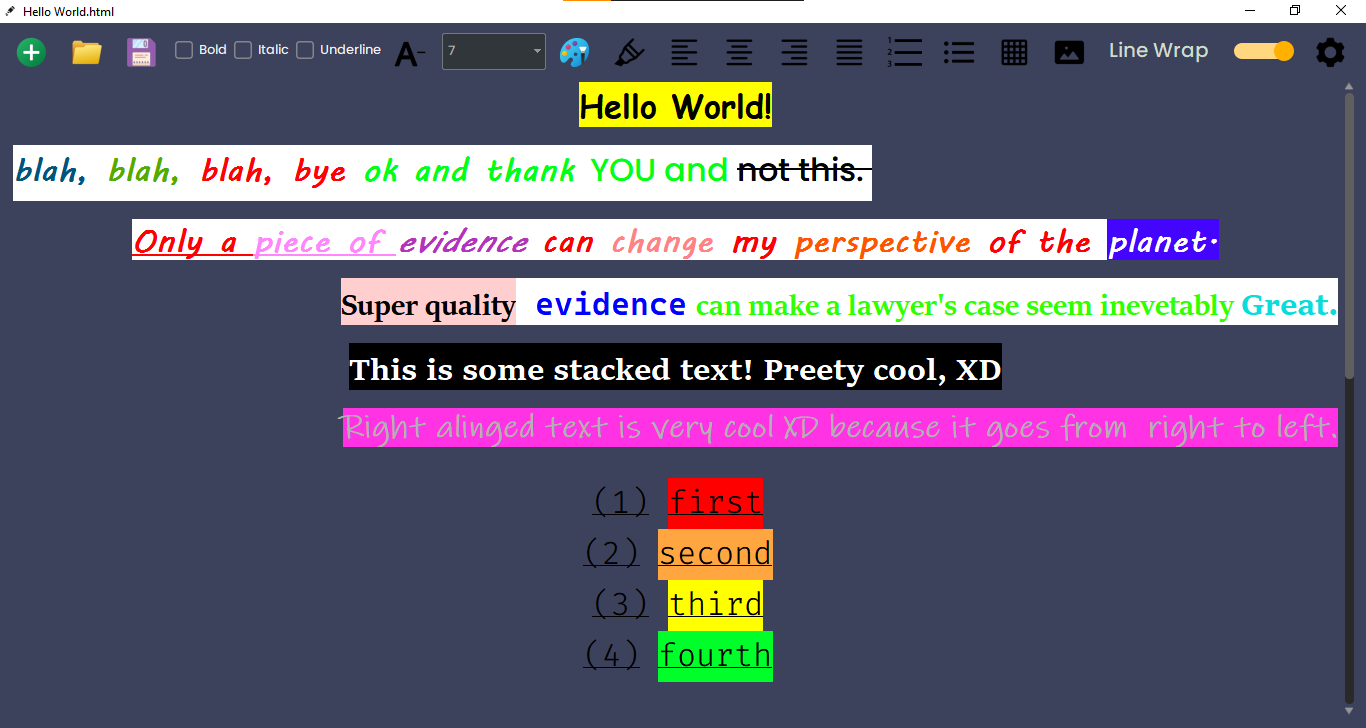 Hello World.html
Bold Italic Underline A- 7 Line Wrap
Hello World!
blah, blah, blah, bye ok and thank YOU and not this.
Only a piece of evidence can change my perspective of the planet.
Super quality evidence can make a lawyer's case seem inevetably Great.
This is some stacked text! Preety cool, XD
Right alinged text is very cool XD because it goes from right to left.
(1) first
(2) second
(3) third
(4) fourth